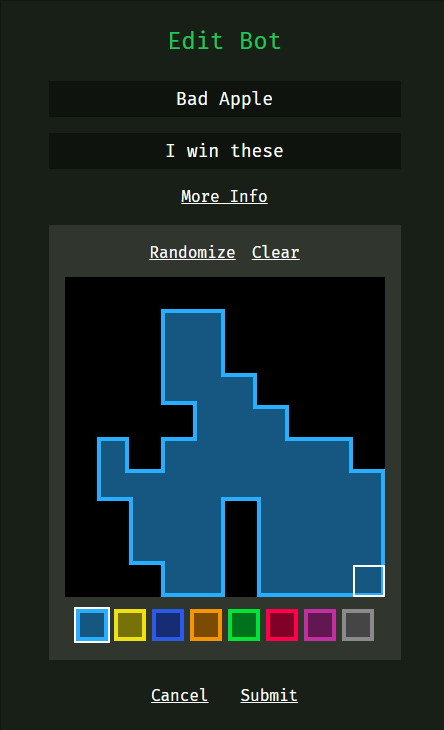 Edit Bot
Bad Apple
I win these
More Info
Randomize Clear
Cancel Submit